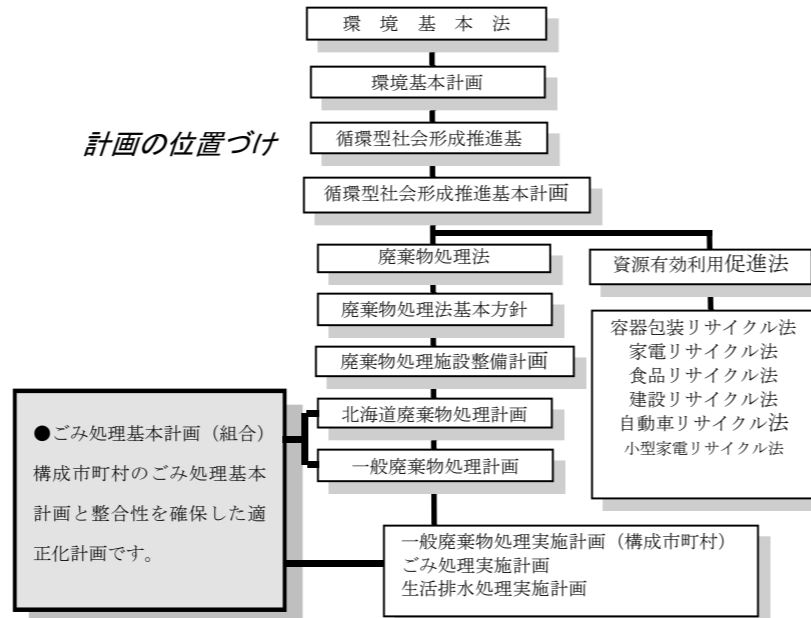 環 境 基 本 法
環境基本計画
計画の位置づけ
循環型社会形成推進基
循環型社会形成推進基本計画
廃棄物処理法
資源有効利用促進法
廃棄物処理法基本方針
容器包装リサイクル法
家電リサイクル法
食品リサイクル法
建設リサイクル法
自動車リサイクル法
小型家電リサイクル法
廃棄物処理施設整備計画
北海道廃棄物処理計画
一般廃棄物処理計画
●ごみ処理基本計画（組合）
構成市町村のごみ処理基本
計画と整合性を確保した適
正化計画です。
一般廃棄物処理実施計画（構成市町村）
ごみ処理実施計画
生活排水処理実施計画